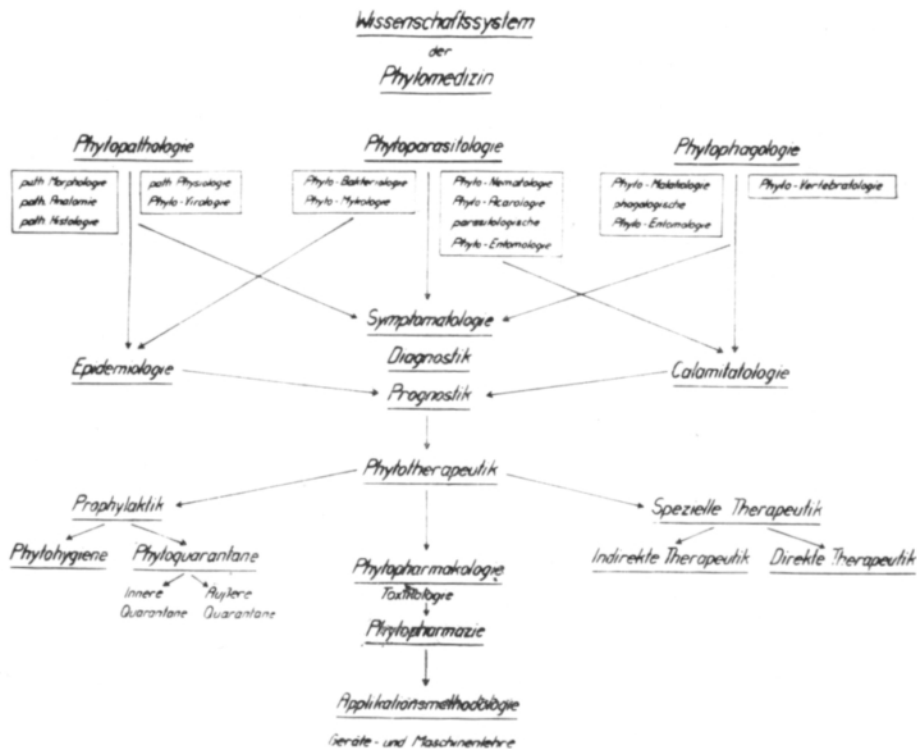 Wissenschaftssystem
der
Phytomedizin
Phytopathologie
path. Morphologie
path. Anatomie
path. Histologie
path. Physiologie
Phyto-Virologie
Phytoparasitologie
Phyto-Bakteriologie
Phyto-Mykologie
Phyto-Nematologie
Phyto-Acarologie
parasitologische
Phyto-Entomologie
Phytophagologie
Phyto-Malakologie
phagologische
Phyto-Entomologie
Phyto-Vertebratologie
Symptomatologie
Diagnostik
Epidemiologie
Prognostik
Calamitatologie
Phytotherapeutik
Prophylaktik
Spezielle Therapeutik
Phytohygiene
Phytoquarantäne
Indirekte Therapeutik
Direkte Therapeutik
Innere
Quarantäne
Äußere
Quarantäne
Phytopharmakologie
Toxikologie
Phytopharmazie
Applikationsmethodologie
Geräte- und Maschinenlehre